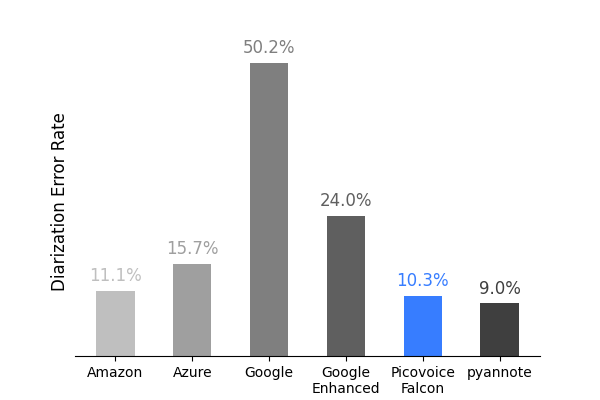 Diarization Error Rate
11.1%
15.7%
50.2%
24.0%
10.3%
9.0%
Amazon
Azure
Google
Google
Enhanced
Picovoice
Falcon
pyannote